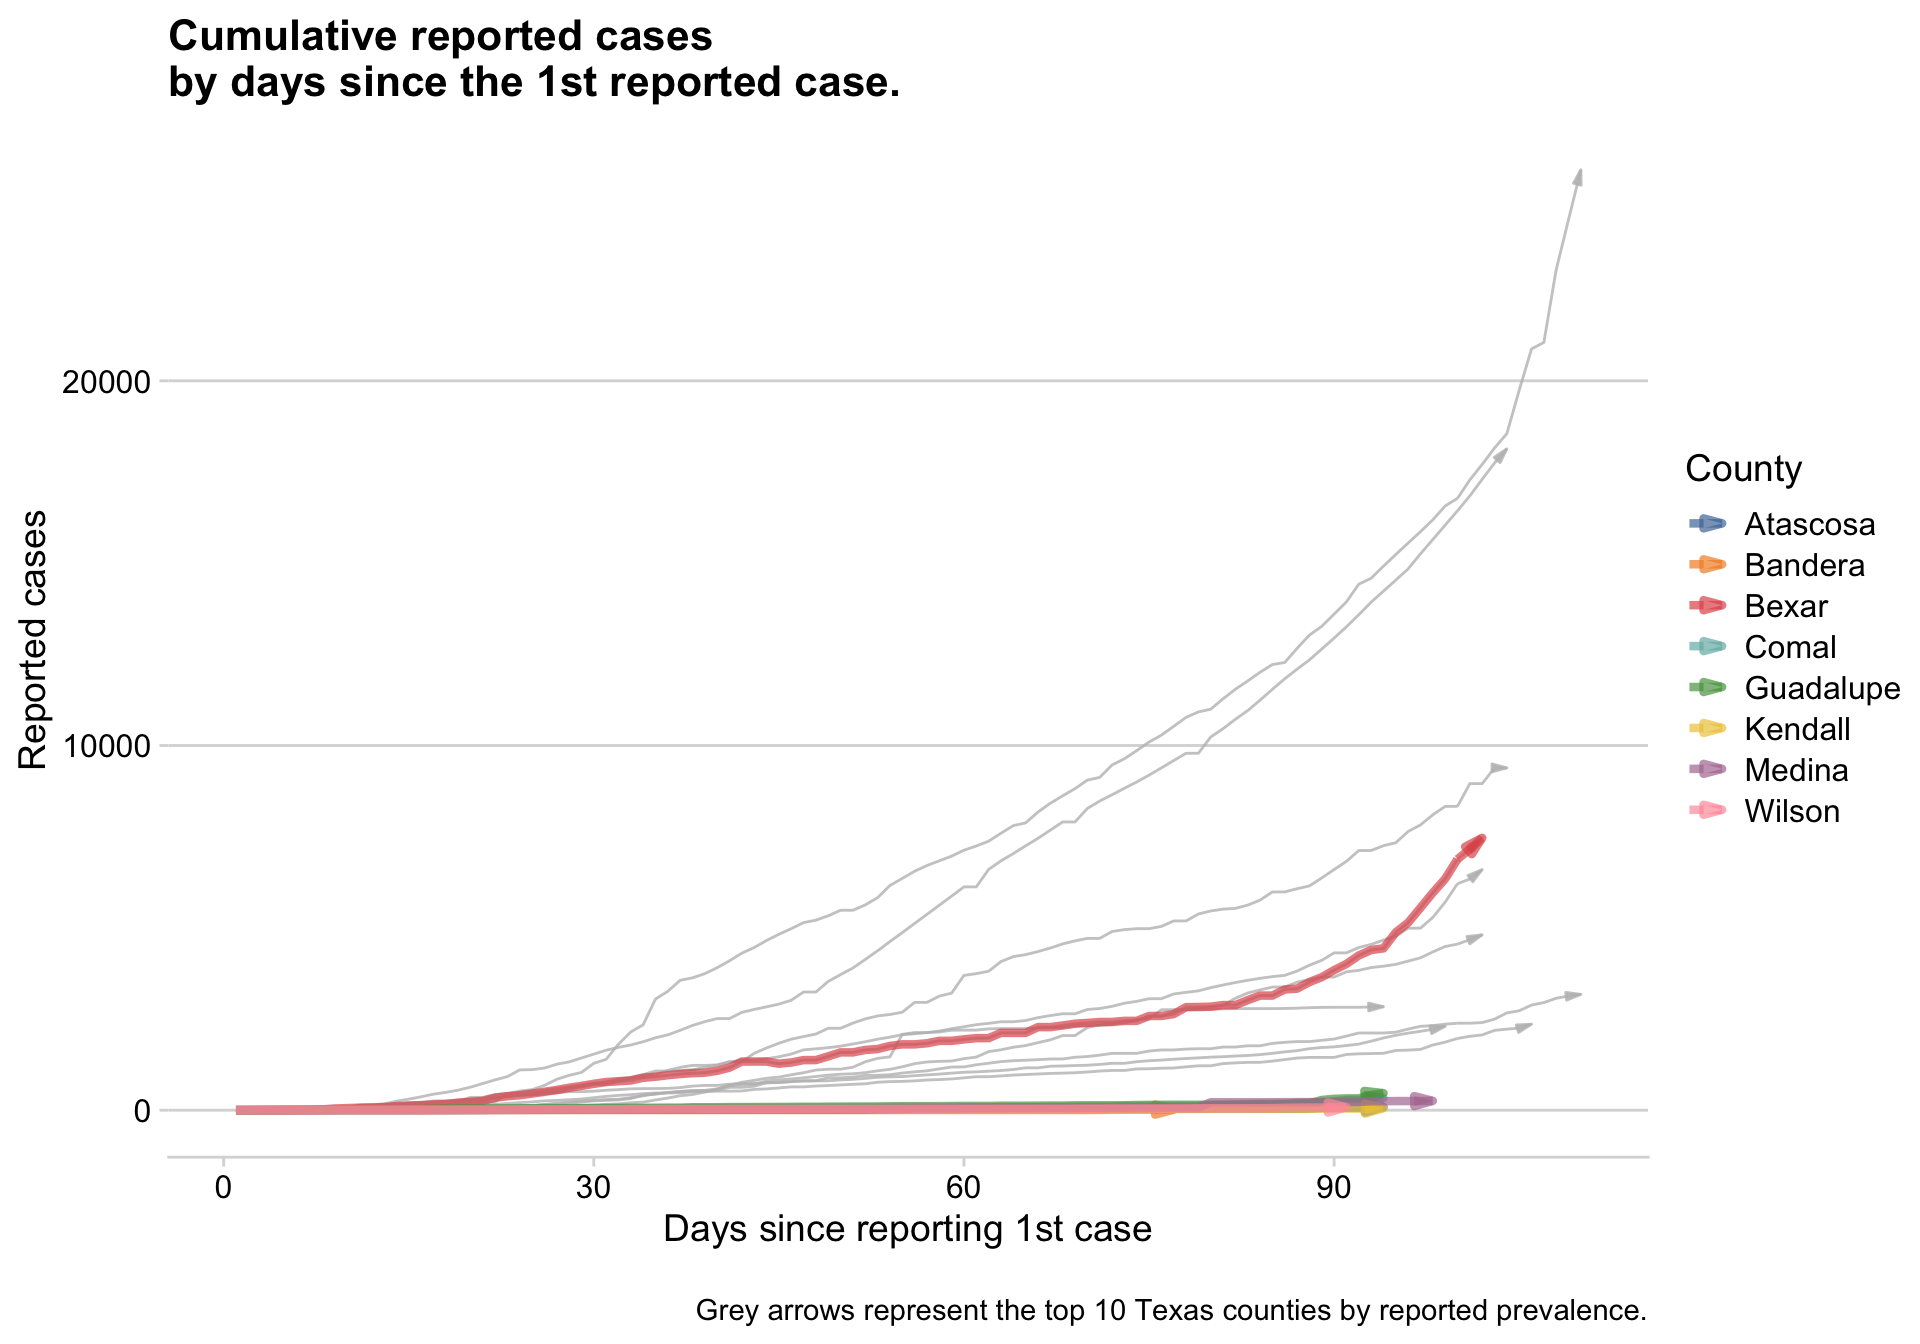 Cumulative reported cases
by days since the 1st reported case.
Reported cases
20000
10000
0
0
30
60
90
Days since reporting 1st case
County
Atascosa
Bandera
Bexar
Comal
Guadalupe
Kendall
Medina
Wilson
Grey arrows represent the top 10 Texas counties by reported prevalence.